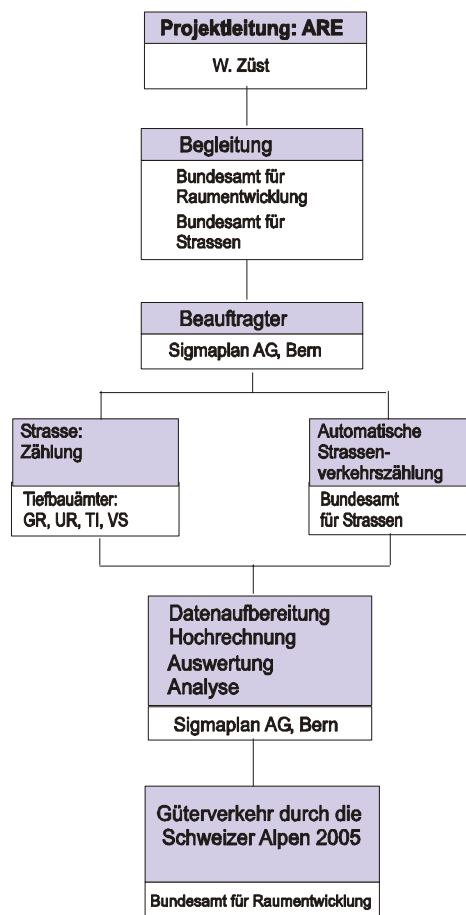 Projektleitung: ARE
W. Züst
Begleitung
Bundesamt für
Raumentwicklung
Bundesamt für
Strassen
Beauftragter
Sigmaplan AG, Bern
Strasse:
Zählung
Tiefbauämter:
GR, UR, TI, VS
Automatische
Strassen-
verkehrszählung
Bundesamt
für Strassen
Datenaufbereitung
Hochrechnung
Auswertung
Analyse
Sigmaplan AG, Bern
Güterverkehr durch die
Schweizer Alpen 2005
Bundesamt für Raumentwicklung